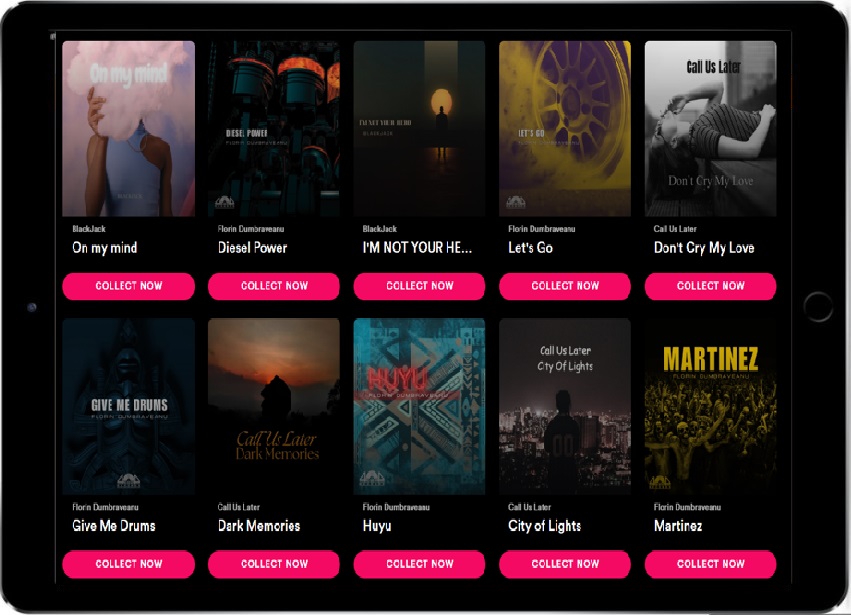 On my mind
BLACKJACK
DIESEL POWER
FLORIN DUMBRAVEANU
I'M NOT YOUR HERO
BLACKJACK
LET'S GO
FLORIN DUMBRAVEANU
Call Us Later
Don't Cry My Love
BlackJack
On my mind
Florin Dumbraveanu
Diesel Power
BlackJack
I'M NOT YOUR HE...
Florin Dumbraveanu
Let's Go
Call Us Later
Don't Cry My Love
COLLECT NOW
COLLECT NOW
COLLECT NOW
COLLECT NOW
COLLECT NOW
GIVE ME DRUMS
FLORIN DUMBRAVEANU
Call Us Later
Dark Memories
HUYU
FLORIN DUMBRAVEANU
Call Us Later
City Of Lights
00
MARTINEZ
FLORIN DUMBRAVEANU
Florin Dumbraveanu
Give Me Drums
Call Us Later
Dark Memories
Florin Dumbraveanu
Huyu
Call Us Later
City of Lights
Florin Dumbraveanu
Martinez
COLLECT NOW
COLLECT NOW
COLLECT NOW
COLLECT NOW
COLLECT NOW